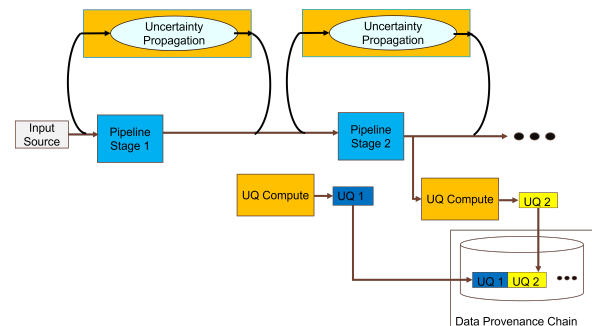 Uncertainty
Propagation
Uncertainty
Propagation
Input
Source
Pipeline
Stage 1
Pipeline
Stage 2
UQ Compute
UQ 1
UQ Compute
UQ 2
UQ 1
UQ 2
Data Provenance Chain